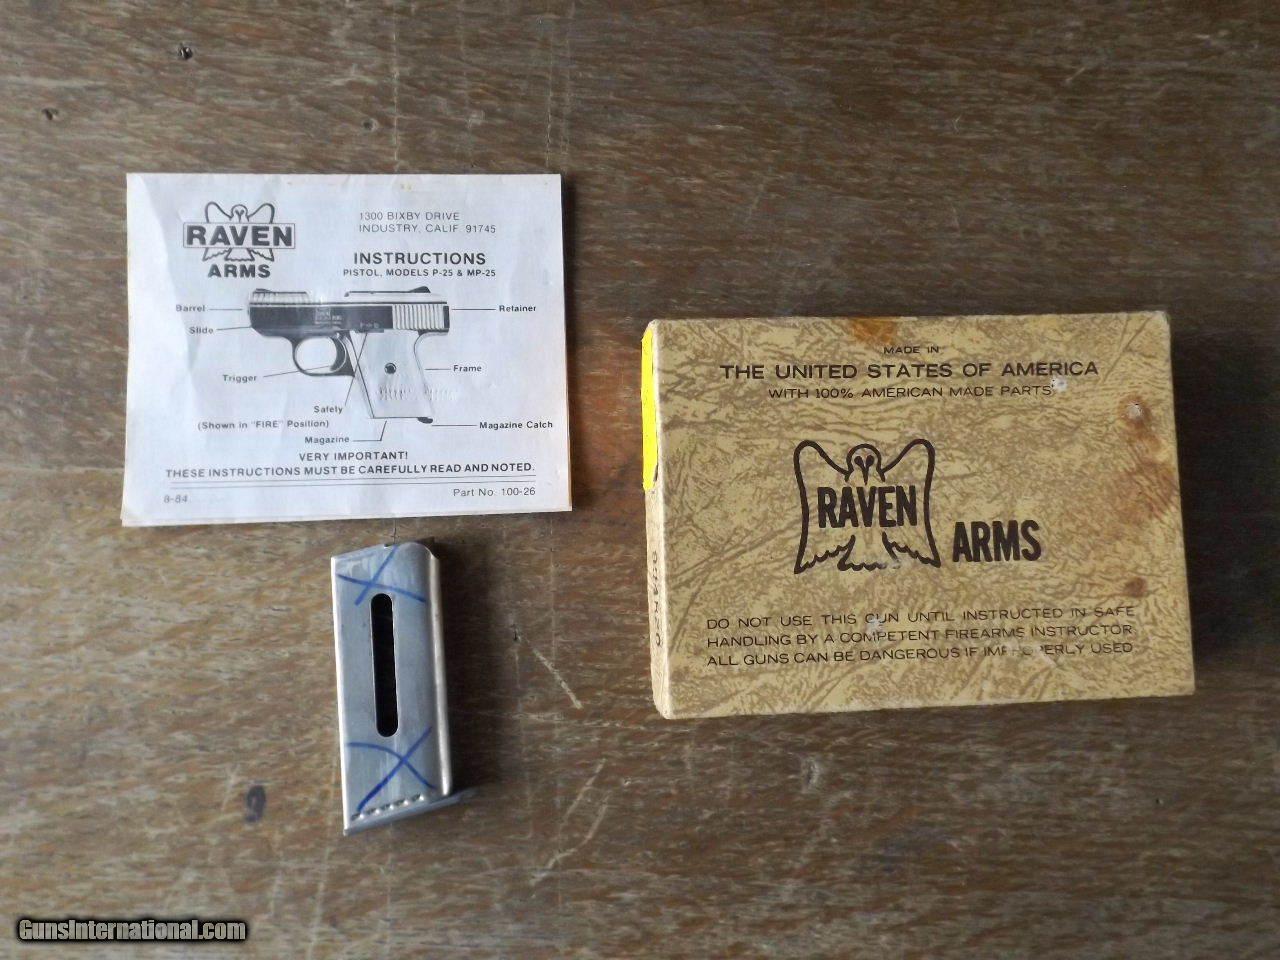 RAVEN
ARMS
1300 BIXBY DRIVE
INDUSTRY, CALIF. 91745
INSTRUCTIONS
PISTOL, MODELS P-25 & MP-25
Barrel
Retainer
Slide
Trigger
Frame
Safety
(Shown in "FIRE" Position)
Magazine Catch
Magazine
VERY IMPORTANT!
THESE INSTRUCTIONS MUST BE CAREFULLY READ AND NOTED.
8-84
Part No. 100-26
MADE IN
THE UNITED STATES OF AMERICA
WITH 100% AMERICAN MADE PARTS
RAVEN
ARMS
DO NOT USE THIS GUN UNTIL INSTRUCTED IN SAFE
HANDLING BY A COMPETENT FIREARMS INSTRUCTOR
ALL GUNS CAN BE DANGEROUS IF IMPROPERLY USED
GunsInternational.com